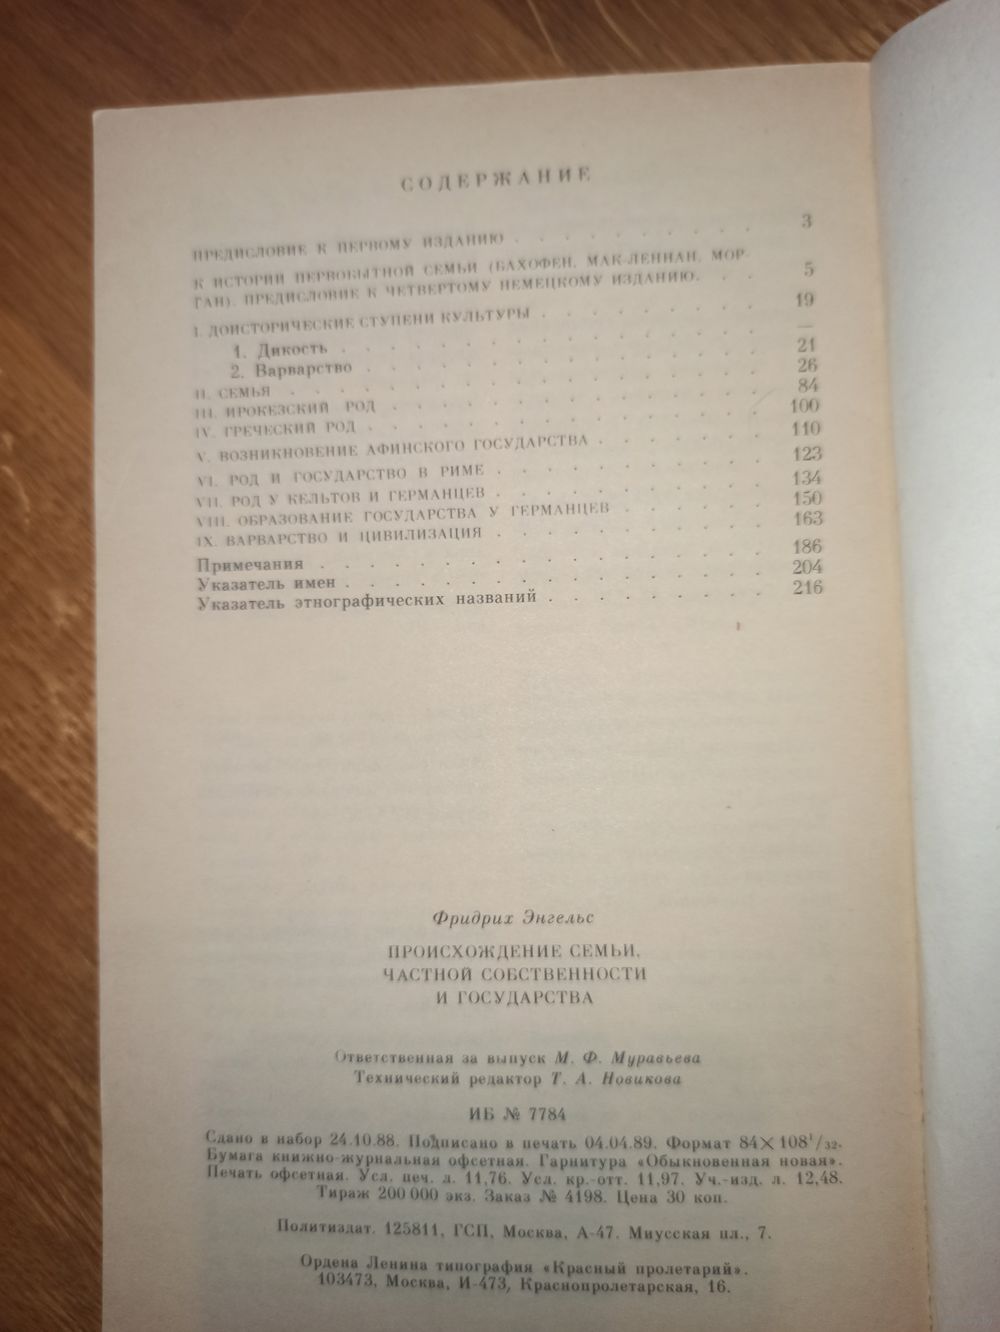 СОДЕРЖАНИЕ
ПРЕДИСЛОВИЕ К ПЕРВОМУ ИЗДАНИЮ . . . . . . . . 3
К ИСТОРИИ ПЕРВОБЫТНОЙ СЕМЬИ (БАХОФЕН, МАК-ЛЕННАН, МОР-
ГАН). ПРЕДИСЛОВИЕ К ЧЕТВЕРТОМУ НЕМЕЦКОМУ ИЗДАНИЮ. . . 5
I. ДОИСТОРИЧЕСКИЕ СТУПЕНИ КУЛЬТУРЫ . . . . . . . . 19
1. Дикость . . . . . . . . . . . . . . —
2. Варварство . . . . . . . . . . . . . 21
II. СЕМЬЯ . . . . . . . . . . . . . . . 26
III. ИРОКЕЗСКИЙ РОД . . . . . . . . . . . . 84
IV. ГРЕЧЕСКИЙ РОД . . . . . . . . . . . . 100
V. ВОЗНИКНОВЕНИЕ АФИНСКОГО ГОСУДАРСТВА . . . . . . 110
VI. РОД И ГОСУДАРСТВО В РИМЕ . . . . . . . . . 123
VII. РОД У КЕЛЬТОВ И ГЕРМАНЦЕВ . . . . . . . . . 134
VIII. ОБРАЗОВАНИЕ ГОСУДАРСТВА У ГЕРМАНЦЕВ . . . . . . 150
IX. ВАРВАРСТВО И ЦИВИЛИЗАЦИЯ . . . . . . . . . 163
Примечания . . . . . . . . . . . . . . 186
Указатель имен . . . . . . . . . . . . . 204
Указатель этнографических названий . . . . . . . . . 216
Фридрих Энгельс
ПРОИСХОЖДЕНИЕ СЕМЬИ,
ЧАСТНОЙ СОБСТВЕННОСТИ
И ГОСУДАРСТВА
Ответственная за выпуск М. Ф. Муравьева
Технический редактор Т. А. Новикова
ИБ № 7784
Сдано в набор 24.10.88. Подписано в печать 04.04.89. Формат 84×108¹/₃₂.
Бумага книжно-журнальная офсетная. Гарнитура «Обыкновенная новая».
Печать офсетная. Усл. печ. л. 11,76. Усл. кр.-отт. 11,97. Уч.-изд. л. 12,48.
Тираж 200 000 экз. Заказ № 4198. Цена 30 коп.
Политиздат. 125811, ГСП, Москва, А-47. Миусская пл., 7.
Ордена Ленина типография «Красный пролетарий».
103473, Москва, И-473, Краснопролетарская, 16.